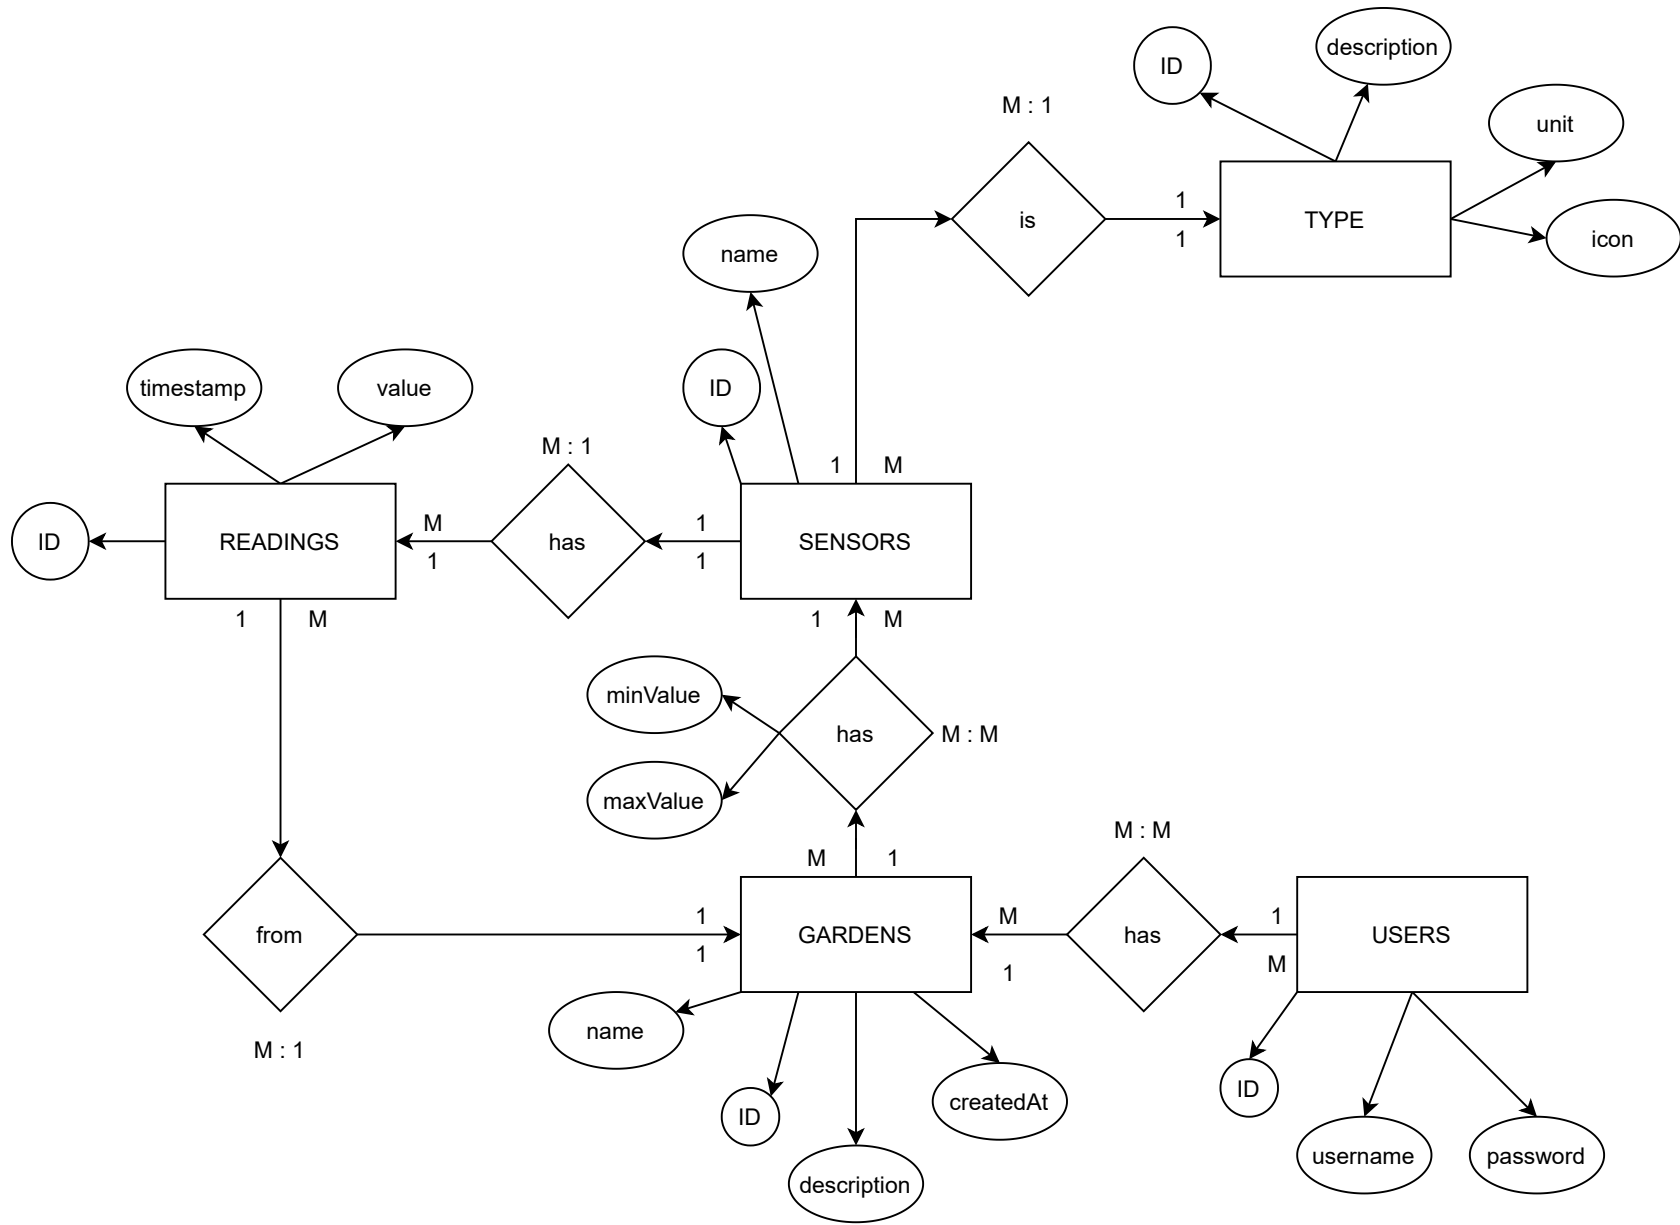 description
ID
M : 1
unit
1
is
TYPE
1
icon
name
timestamp
value
ID
M : 1
1
M
M
1
ID
READINGS
has
SENSORS
1
1
1
M
1
M
minValue
has
M : M
maxValue
M : M
M
1
1
M
1
from
GARDENS
has
USERS
1
1
M
name
M : 1
ID
createdAt
ID
description
username
password